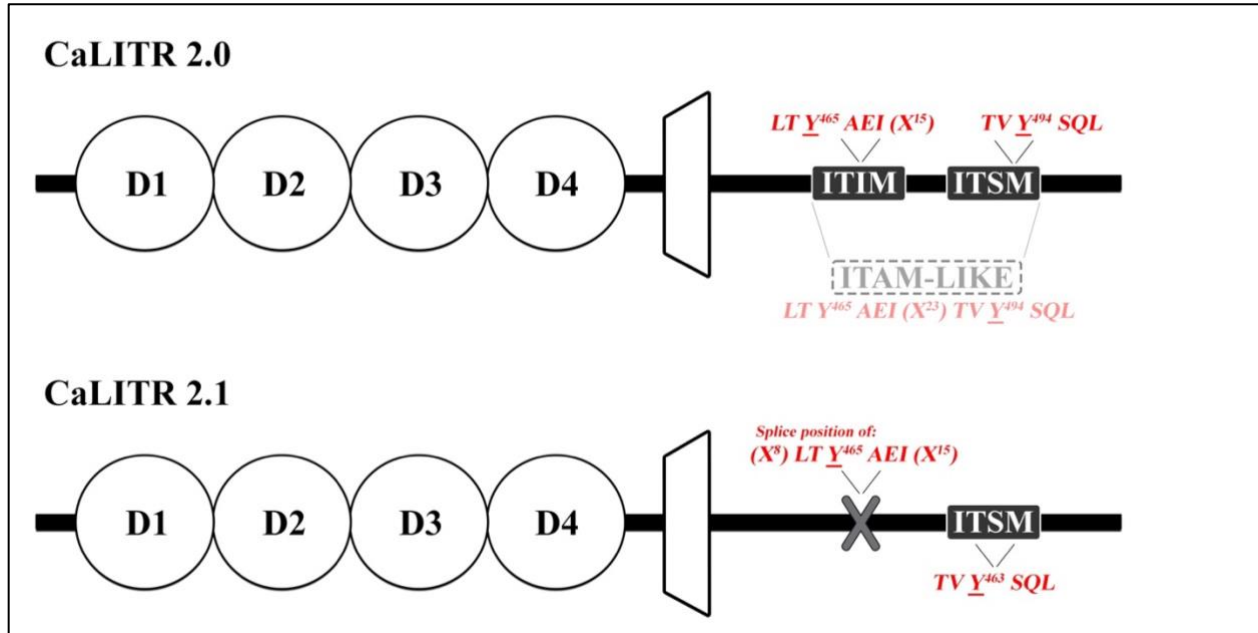 CaLITR 2.0
LT Y⁴⁶⁵ AEI (X¹⁵) TV Y⁴⁹⁴ SQL
D1 D2 D3 D4 ITIM ITSM
ITAM-LIKE
LT Y⁴⁶⁵ AEI (X²³) TV Y⁴⁹⁴ SQL
CaLITR 2.1
Splice position of:
(X⁸) LT Y⁴⁶⁵ AEI (X¹⁵)
D1 D2 D3 D4 ITSM
TV Y⁴⁶³ SQL